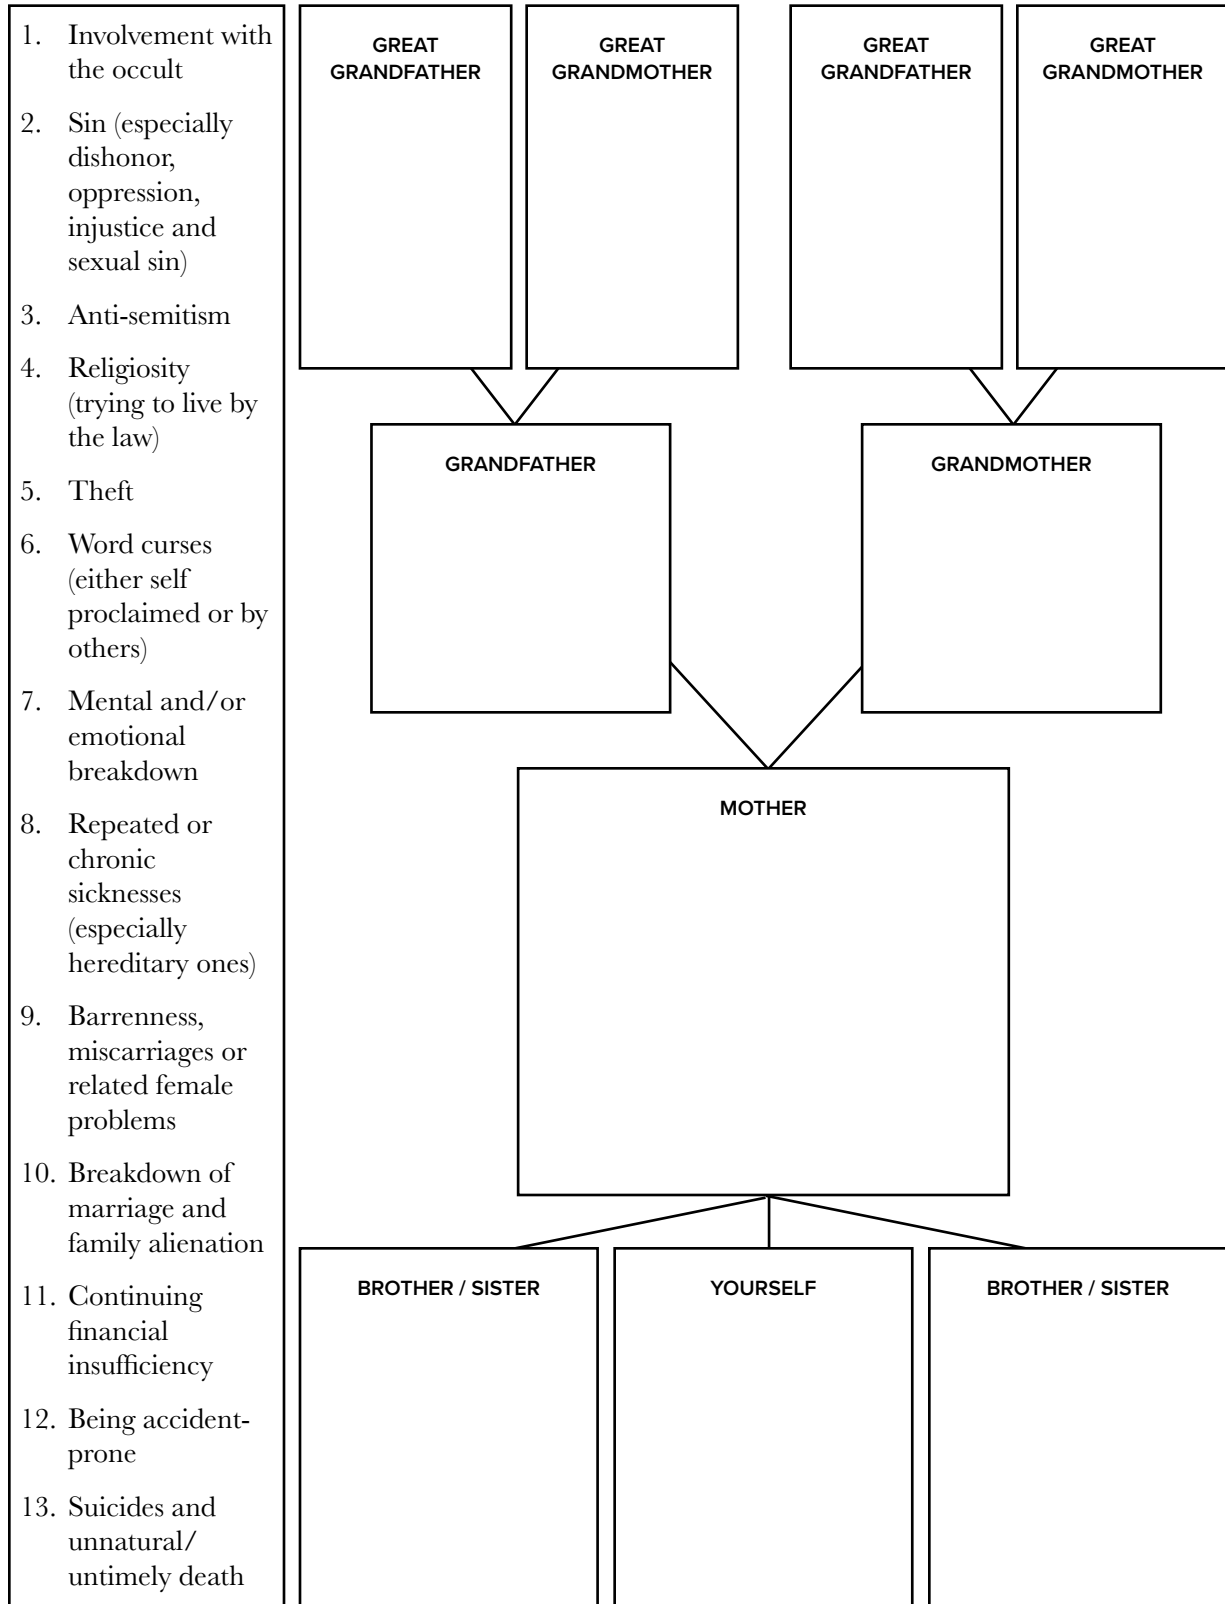 1. Involvement with
the occult
2. Sin (especially
dishonor,
oppression,
injustice and
sexual sin)
3. Anti-semitism
4. Religiosity
(trying to live by
the law)
5. Theft
6. Word curses
(either self
proclaimed or by
others)
7. Mental and/or
emotional
breakdown
8. Repeated or
chronic
sicknesses
(especially
hereditary ones)
9. Barrenness,
miscarriages or
related female
problems
10. Breakdown of
marriage and
family alienation
11. Continuing
financial
insufficiency
12. Being accident-
prone
13. Suicides and
unnatural/
untimely death
GREAT
GRANDFATHER
GREAT
GRANDMOTHER
GREAT
GRANDFATHER
GREAT
GRANDMOTHER
GRANDFATHER
GRANDMOTHER
MOTHER
BROTHER / SISTER
YOURSELF
BROTHER / SISTER